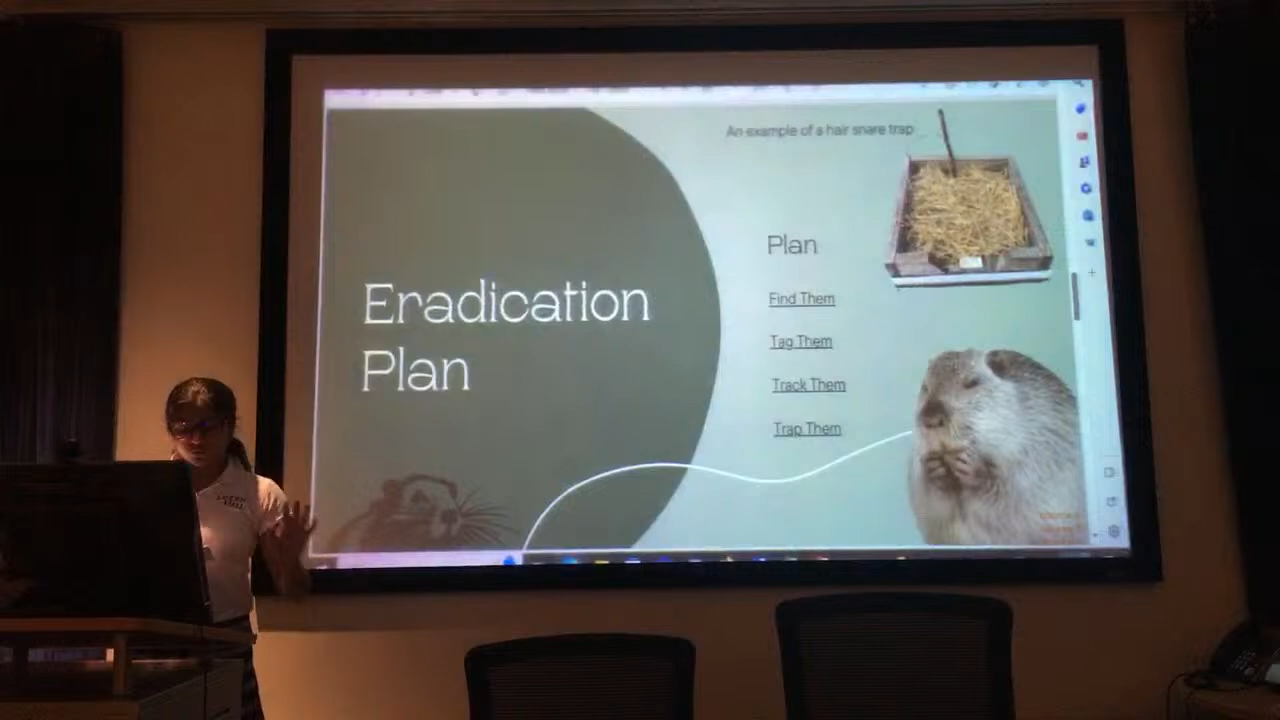 An example of a hair snare trap
Eradication
Plan
Plan
Find Them
Tag Them
Track Them
Trap Them